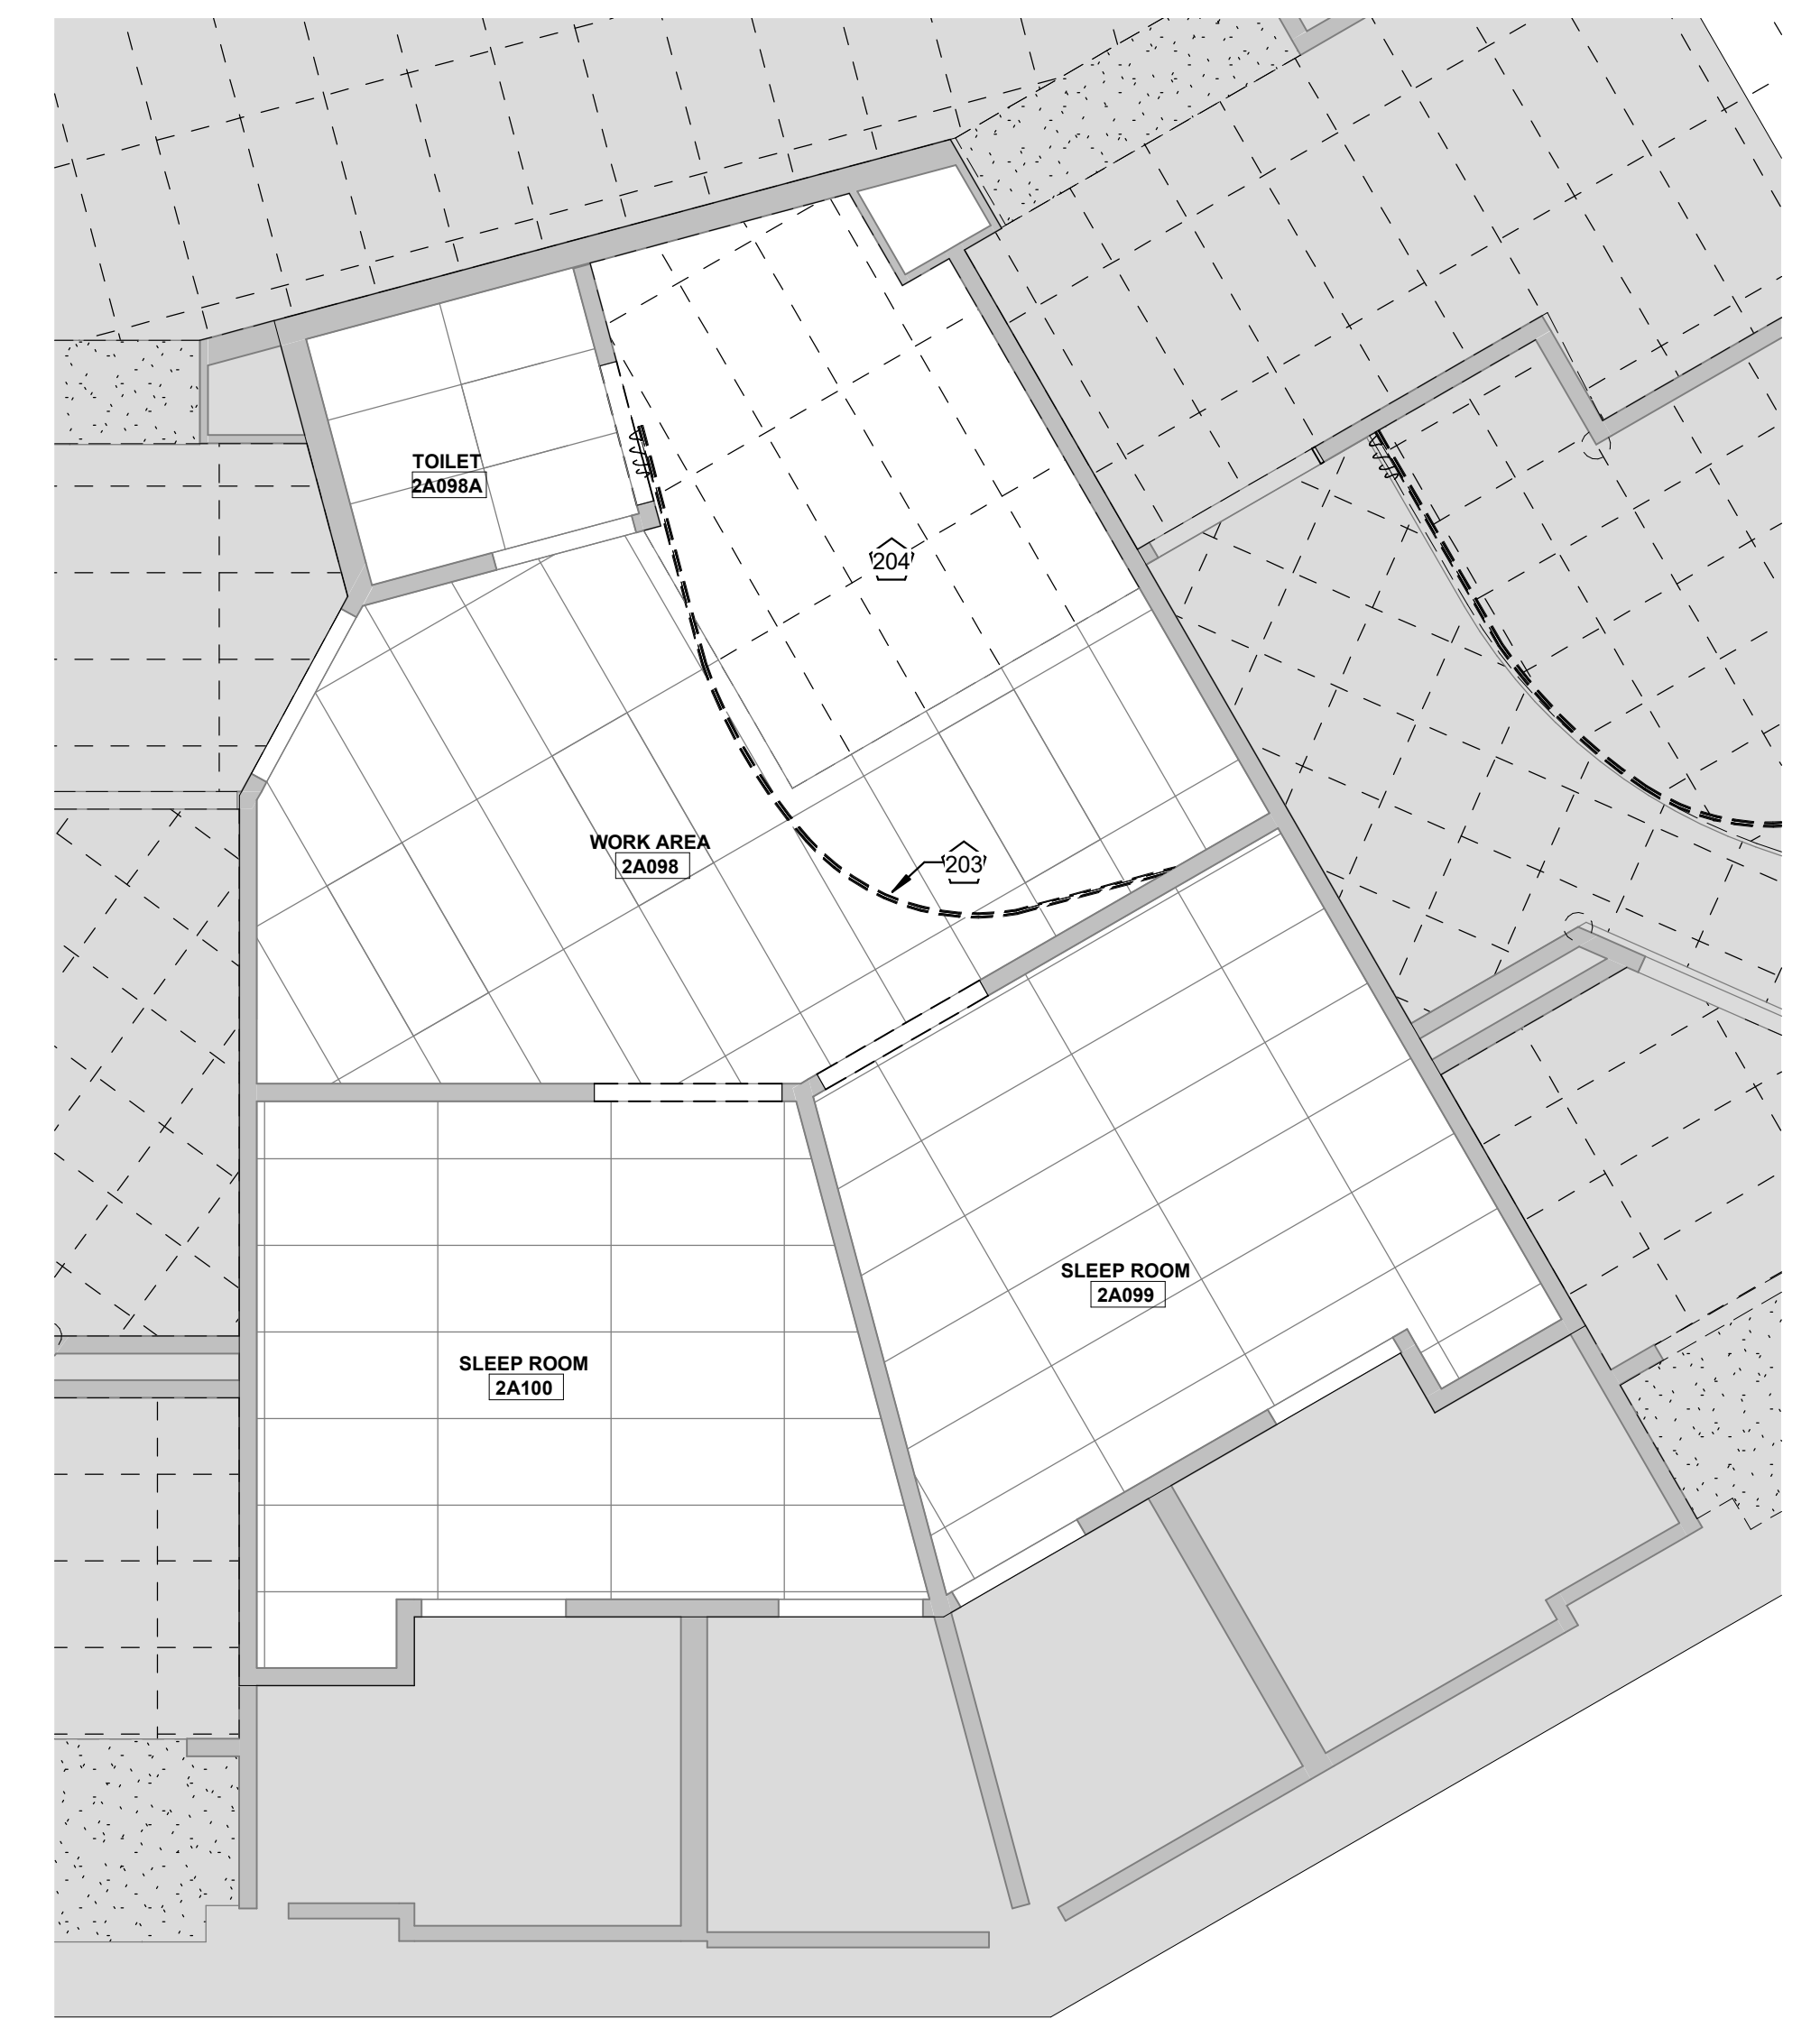 TOILET
2A098A
204
WORK AREA
2A098
203
SLEEP ROOM
2A099
SLEEP ROOM
2A100